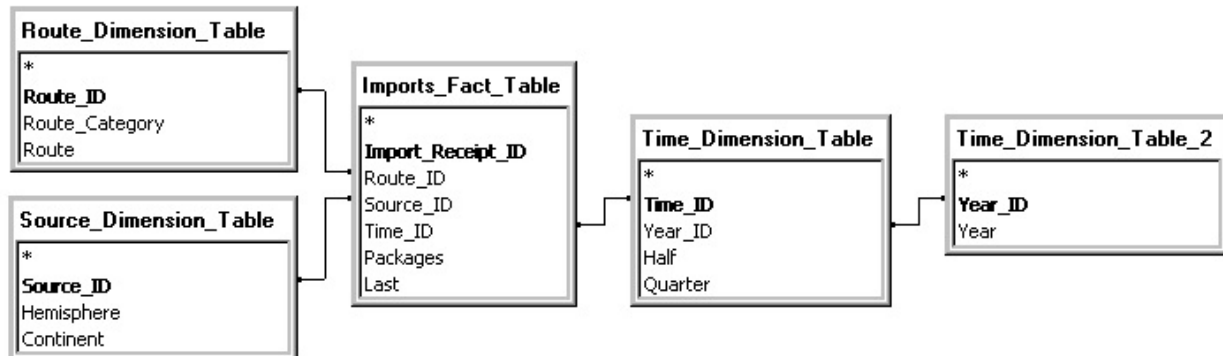 Route_Dimension_Table
*
Route_ID
Route_Category
Route
Source_Dimension_Table
*
Source_ID
Hemisphere
Continent
Imports_Fact_Table
*
Import_Receipt_ID
Route_ID
Source_ID
Time_ID
Packages
Last
Time_Dimension_Table
*
Time_ID
Year_ID
Half
Quarter
Time_Dimension_Table_2
*
Year_ID
Year